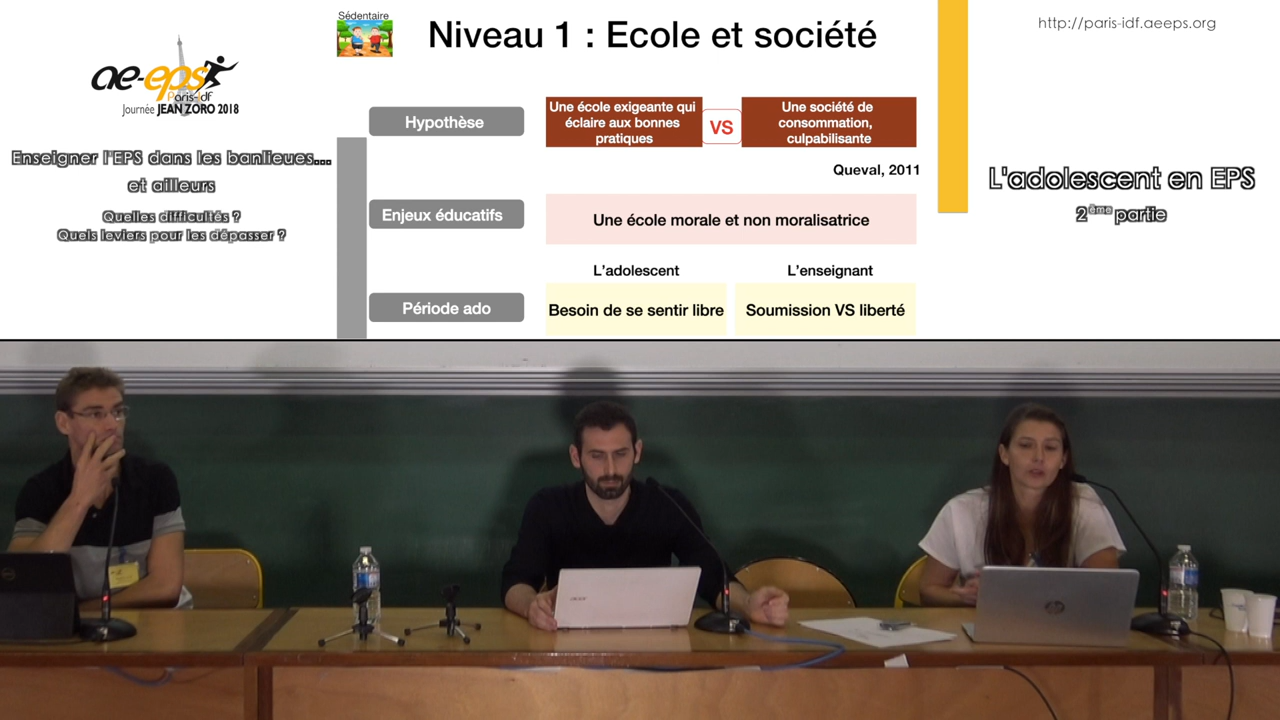 Sédentaire
Niveau 1 : Ecole et société
http://paris-idf.aeeps.org
ae-eps
Paris-Idf
Journée JEAN ZORO 2018
Enseigner l'EPS dans les banlieues...
et ailleurs
Quelles difficultés ?
Quels leviers pour les dépasser ?
Hypothèse
Une école exigeante qui
éclaire aux bonnes
pratiques
VS
Une société de
consommation,
culpabilisante
Queval, 2011
Enjeux éducatifs
Une école morale et non moralisatrice
L'adolescent
L'enseignant
Période ado
Besoin de se sentir libre
Soumission VS liberté
L'adolescent en EPS
2ème partie
acer
hp